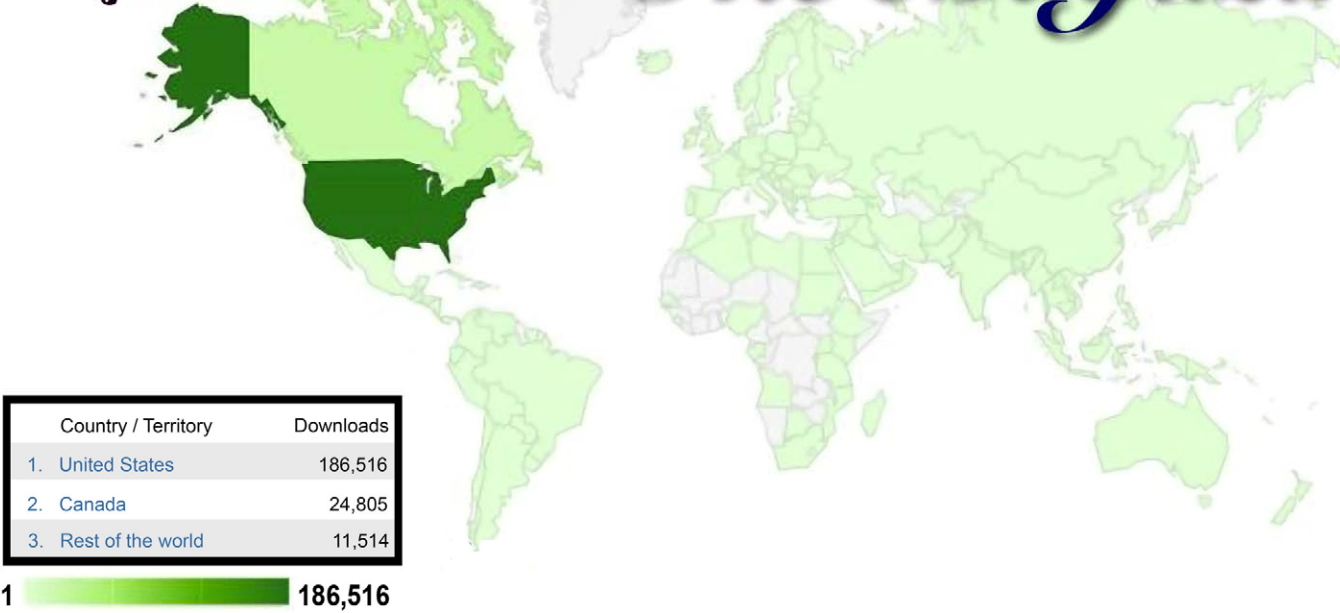 Country / Territory Downloads
1. United States 186,516
2. Canada 24,805
3. Rest of the world 11,514
1 186,516